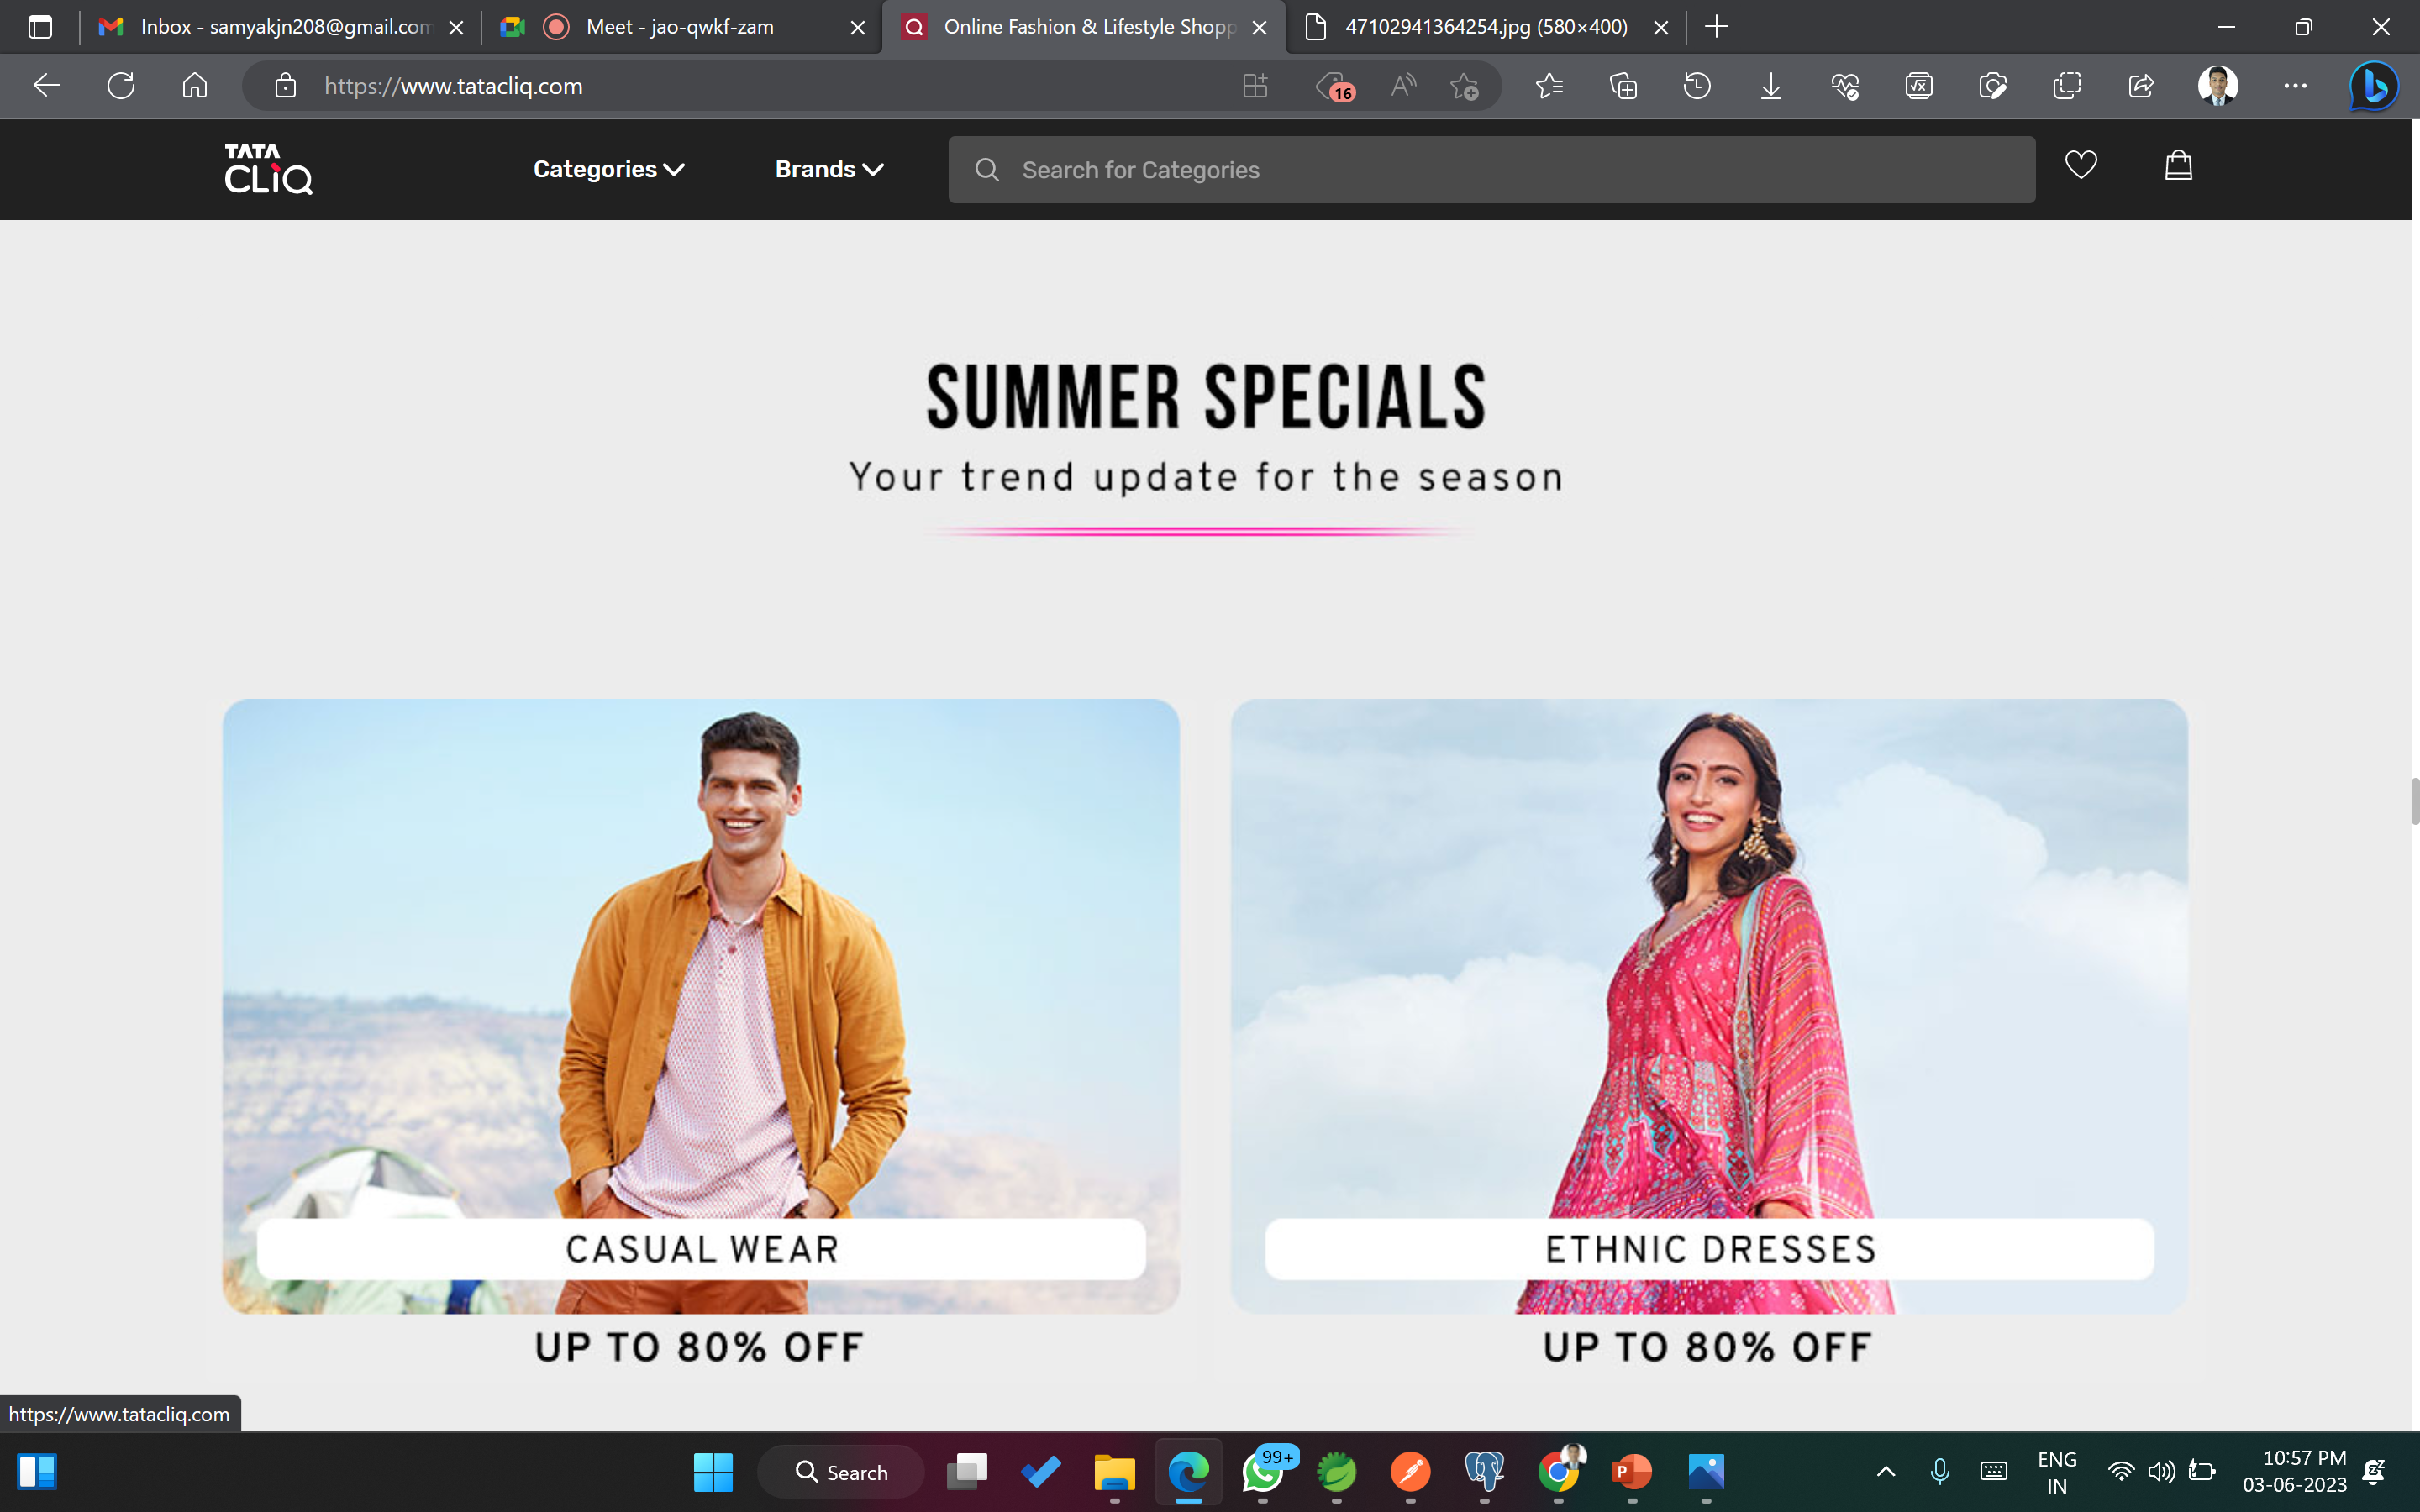 Inbox - samyakjn208@gmail.com
Meet - jao-qwkf-zam
Online Fashion & Lifestyle Shopp
47102941364254.jpg (580×400)
https://www.tatacliq.com
16
TATA
CLiQ
Categories
Brands
Search for Categories
SUMMER SPECIALS
Your trend update for the season
CASUAL WEAR
ETHNIC DRESSES
UP TO 80% OFF
UP TO 80% OFF
https://www.tatacliq.com
Search
99+
ENG
IN
10:57 PM
03-06-2023